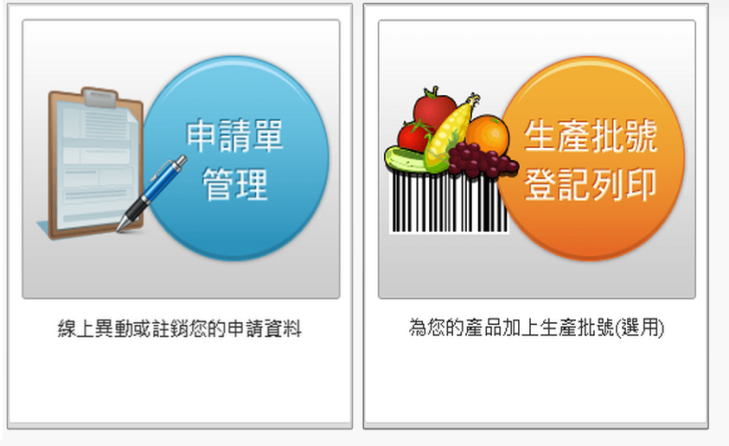 申請單
管理
線上異動或註銷您的申請資料
生產批號
登記列印
為您的產品加上生產批號(選用)